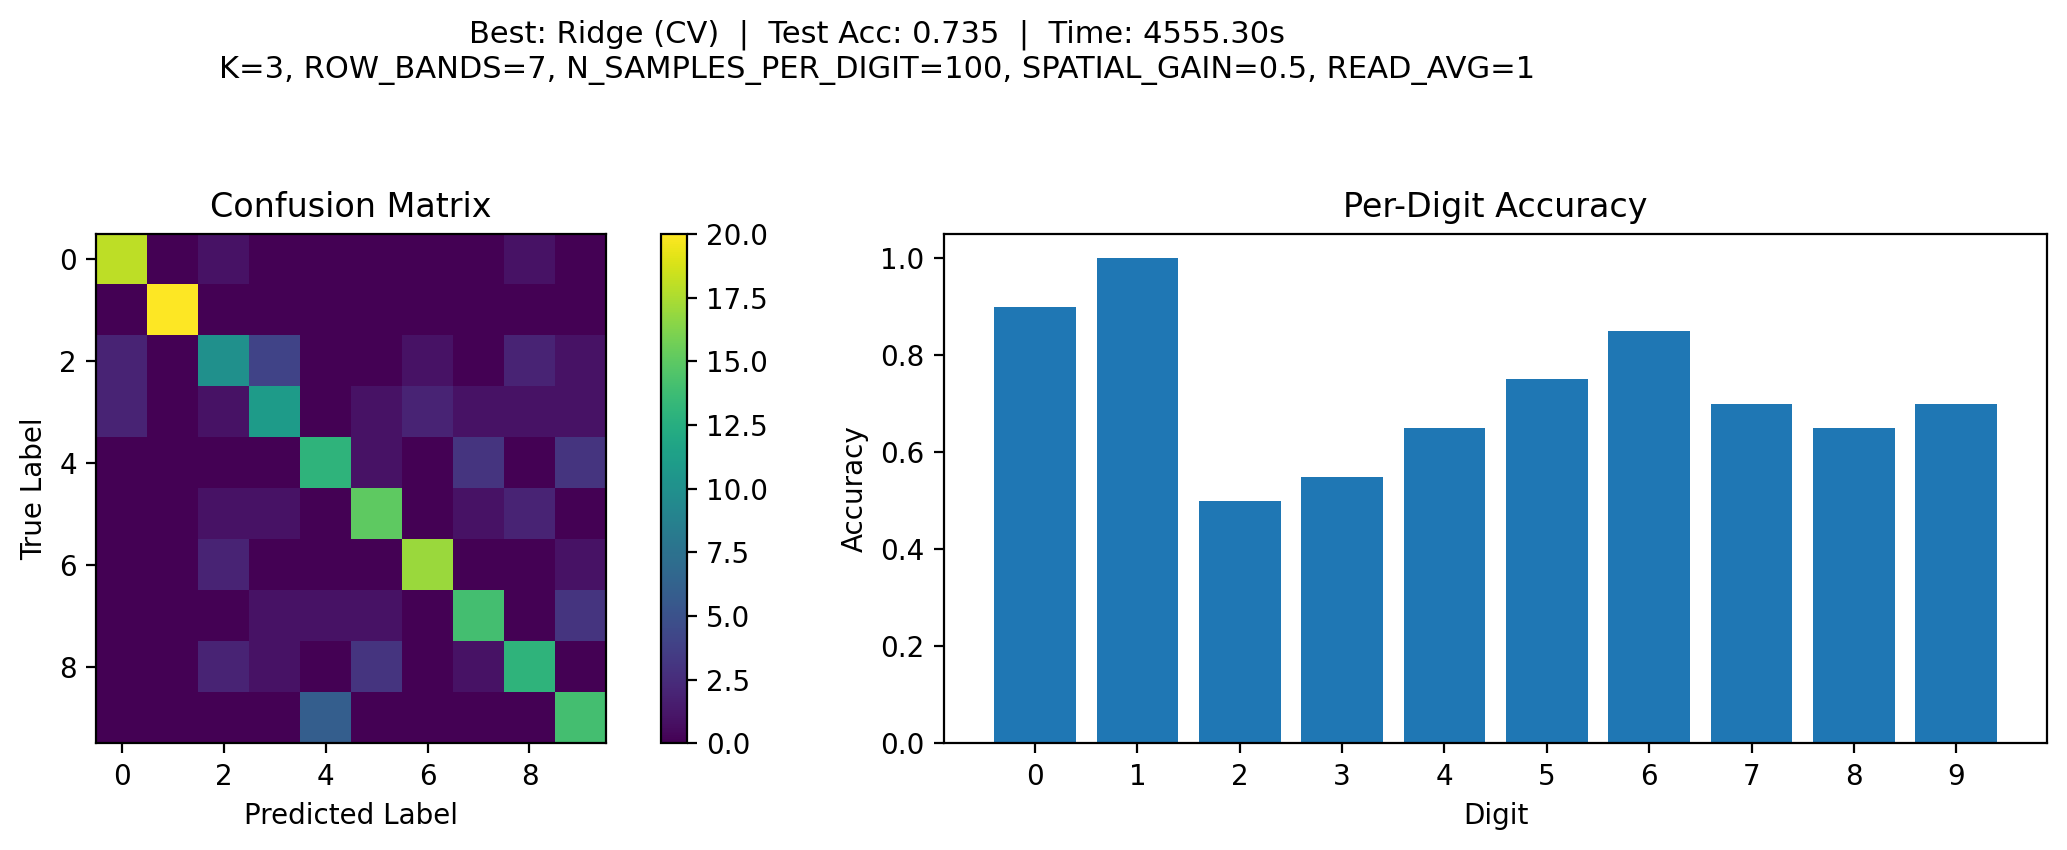 Best: Ridge (CV) | Test Acc: 0.735 | Time: 4555.30s
K=3, ROW_BANDS=7, N_SAMPLES_PER_DIGIT=100, SPATIAL_GAIN=0.5, READ_AVG=1
Confusion Matrix
True Label
0
2
4
6
8
0 2 4 6 8
Predicted Label
20.0
17.5
15.0
12.5
10.0
7.5
5.0
2.5
0.0
Per-Digit Accuracy
Accuracy
1.0
0.8
0.6
0.4
0.2
0.0
0 1 2 3 4 5 6 7 8 9
Digit